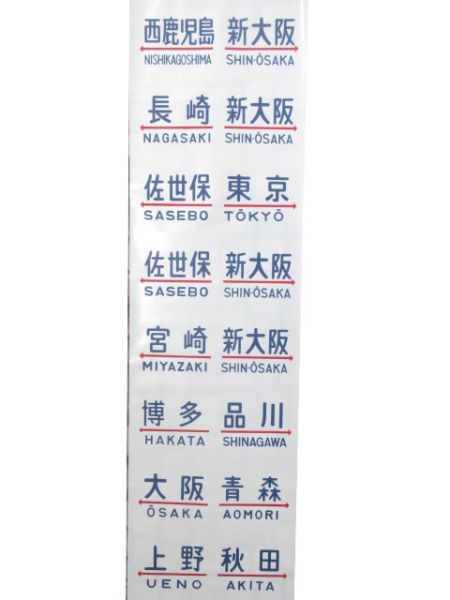 西鹿児島 新大阪
NISHIKAGOSHIMA SHIN-ŌSAKA
長崎 新大阪
NAGASAKI SHIN-ŌSAKA
佐世保 東京
SASEBO TŌKYŌ
佐世保 新大阪
SASEBO SHIN-ŌSAKA
宮崎 新大阪
MIYAZAKI SHIN-ŌSAKA
博多 品川
HAKATA SHINAGAWA
大阪 青森
ŌSAKA AOMORI
上野 秋田
UENO AKITA